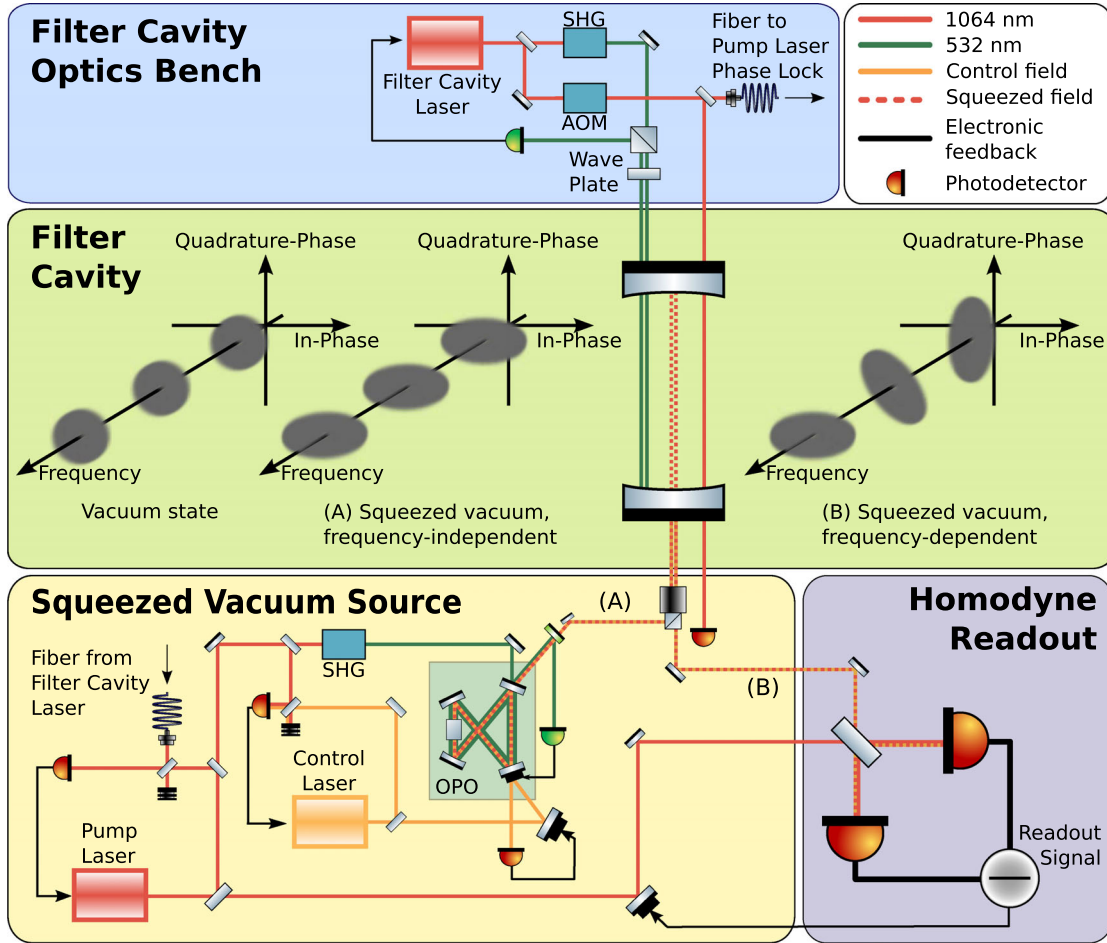 Filter Cavity
Optics Bench
SHG
Fiber to
Pump Laser
Phase Lock
Filter Cavity
Laser
AOM
Wave
Plate
1064 nm
532 nm
Control field
Squeezed field
Electronic
feedback
Photodetector
Filter
Cavity
Quadrature-Phase
In-Phase
Frequency
Vacuum state
Quadrature-Phase
In-Phase
Frequency
(A) Squeezed vacuum,
frequency-independent
Quadrature-Phase
In-Phase
Frequency
(B) Squeezed vacuum,
frequency-dependent
Squeezed Vacuum Source
(A)
(B)
Fiber from
Filter Cavity
Laser
SHG
Control
Laser
OPO
Pump
Laser
Homodyne
Readout
Readout
Signal